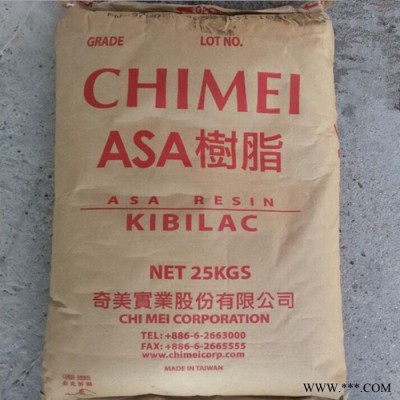 GRADE LOT NO.
CHIMEI
ASA樹脂
ASA RESIN
KIBILAC
NET 25KGS
奇美實業股份有限公司
CHI MEI CORPORATION
TEL: +886-6-2663000
FAX: +886-6-2665555
www.chimeicorp.com
MADE IN TAIWAN
www.***.com